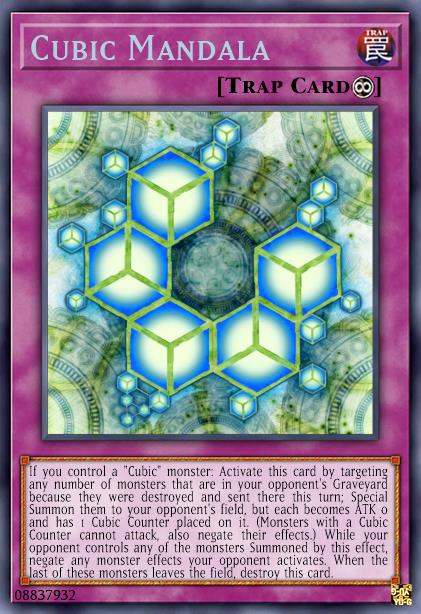 Cubic Mandala
TRAP
罠
[Trap Card]
If you control a "Cubic" monster: Activate this card by targeting
any number of monsters that are in your opponent's Graveyard
because they were destroyed and sent there this turn; Special
Summon them to your opponent's field, but each becomes ATK 0
and has 1 Cubic Counter placed on it. (Monsters with a Cubic
Counter cannot attack, also negate their effects.) While your
opponent controls any of the monsters Summoned by this effect,
negate any monster effects your opponent activates. When the
last of these monsters leaves the field, destroy this card.
08837932